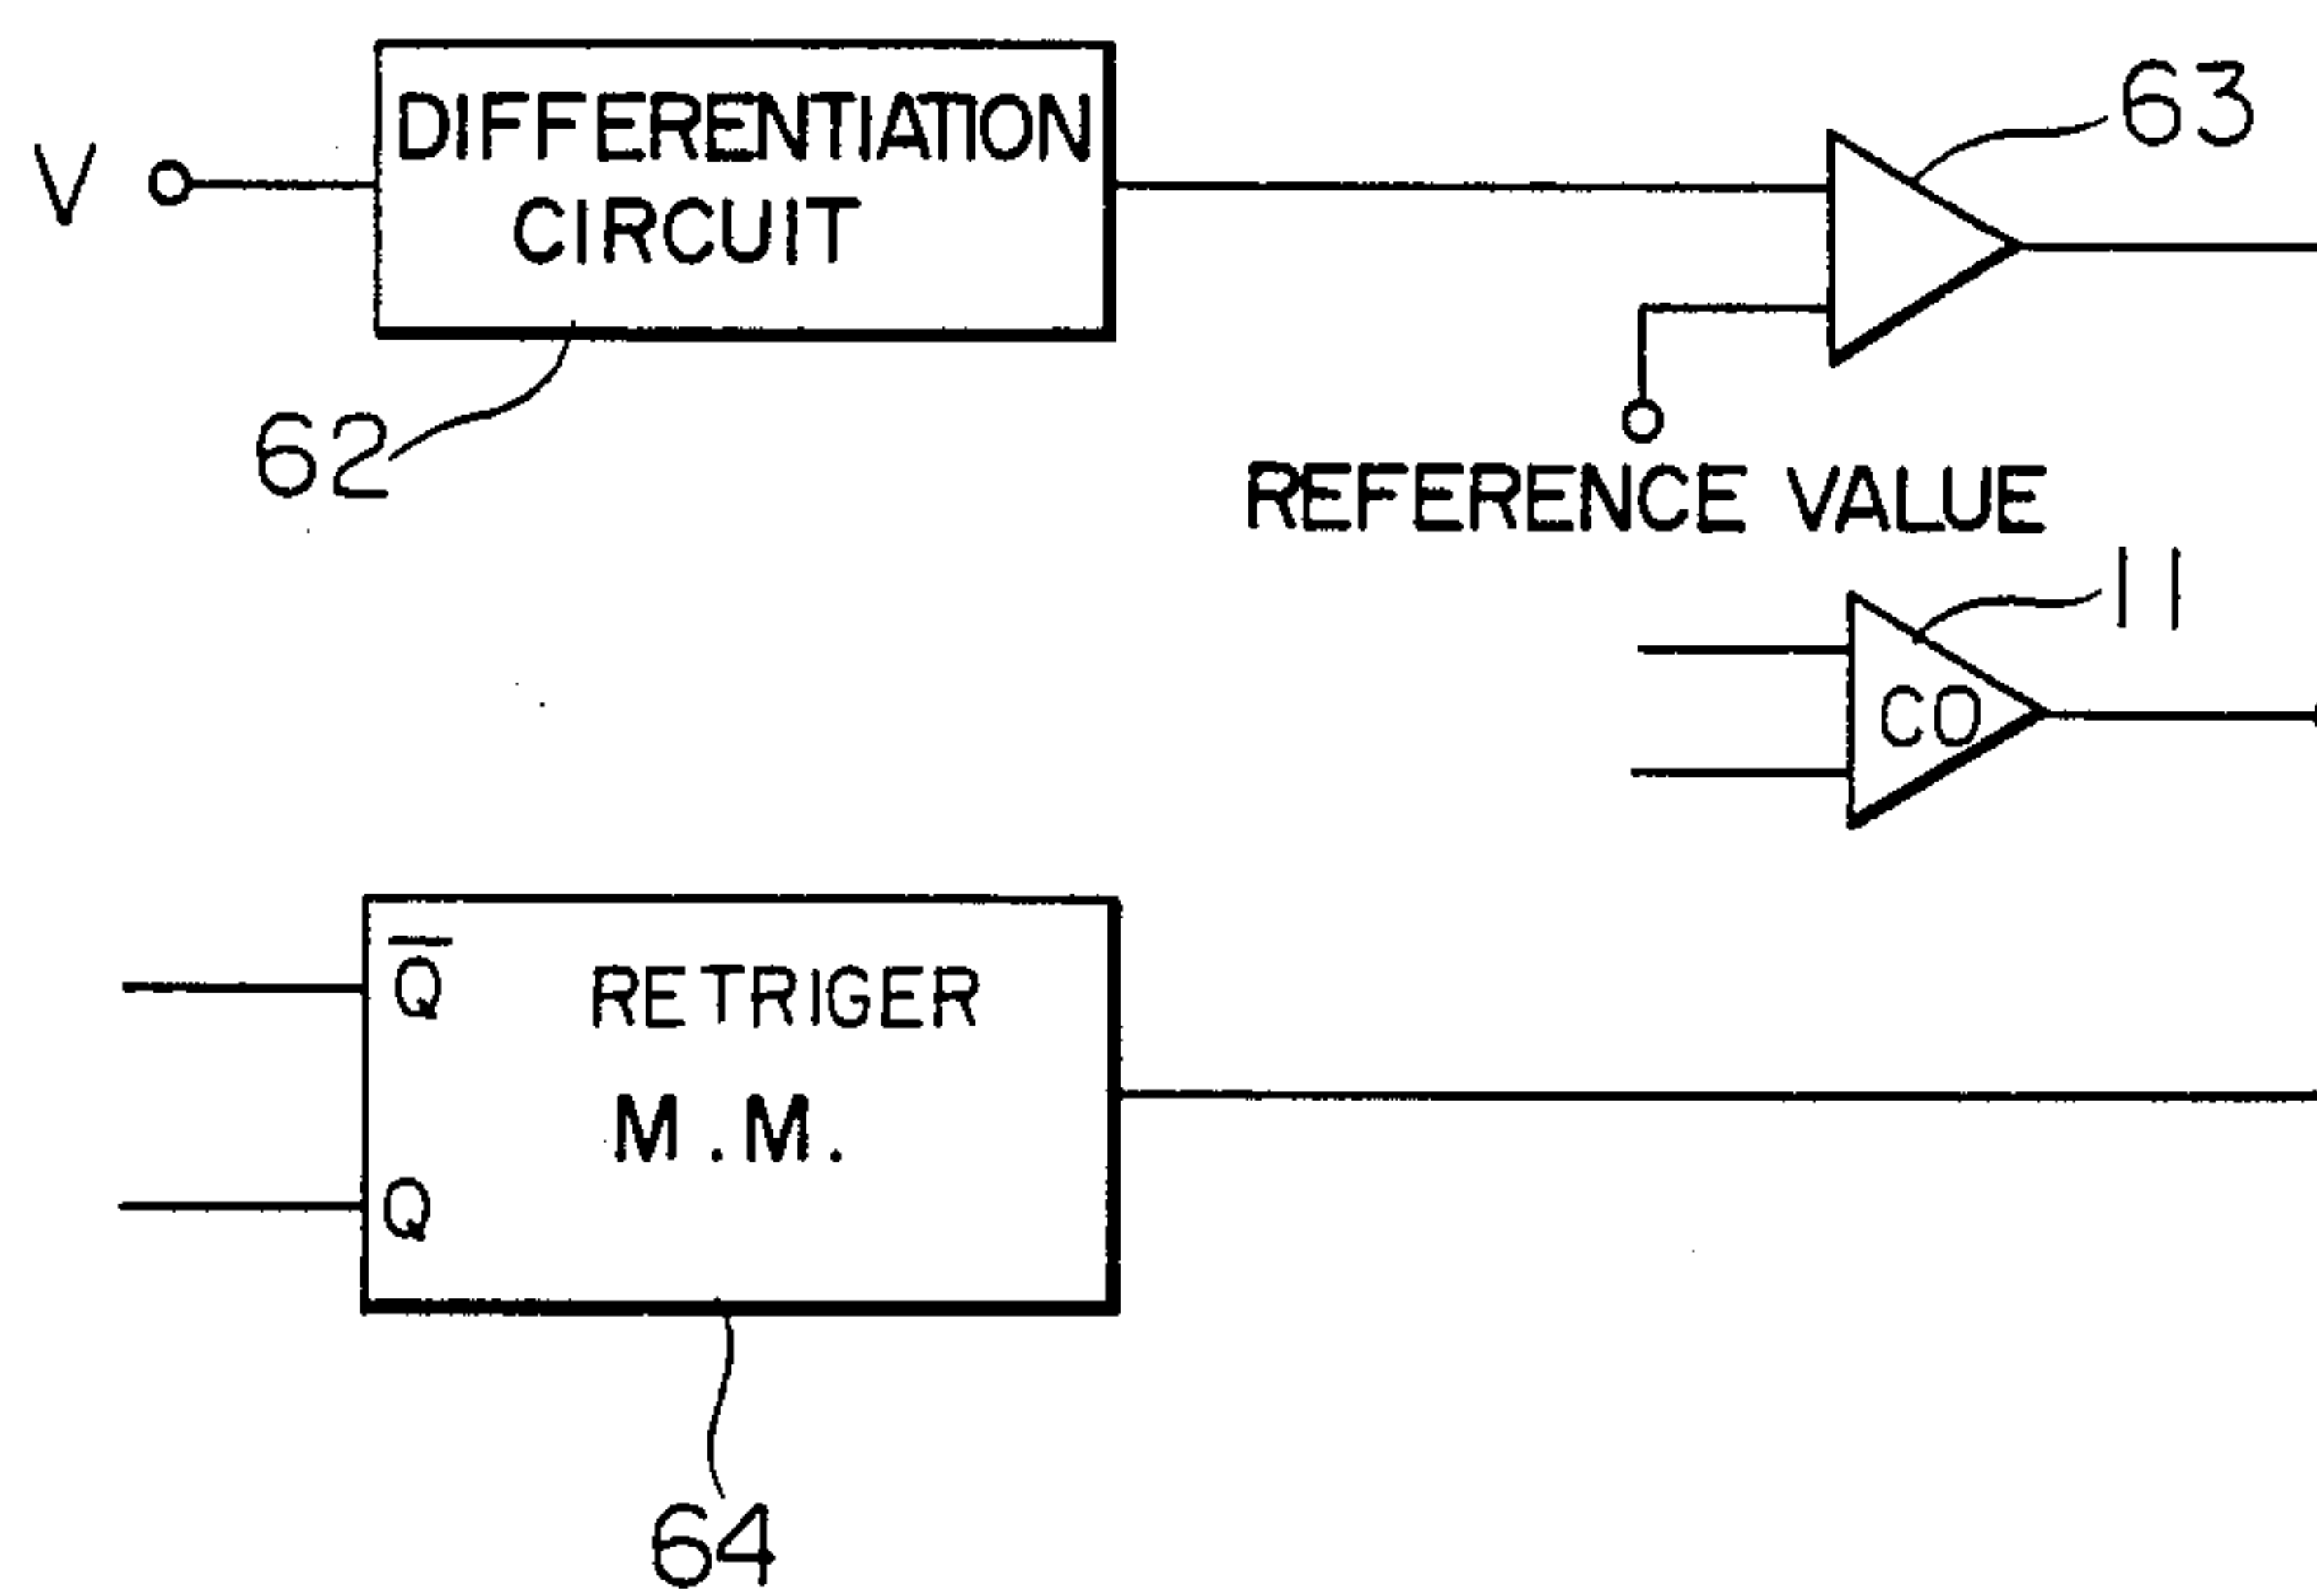 DIFFERENTIATION
CIRCUIT
V
63
62
REFERENCE VALUE
11
CO
Q̅
RETRIGER
M.M.
Q
64